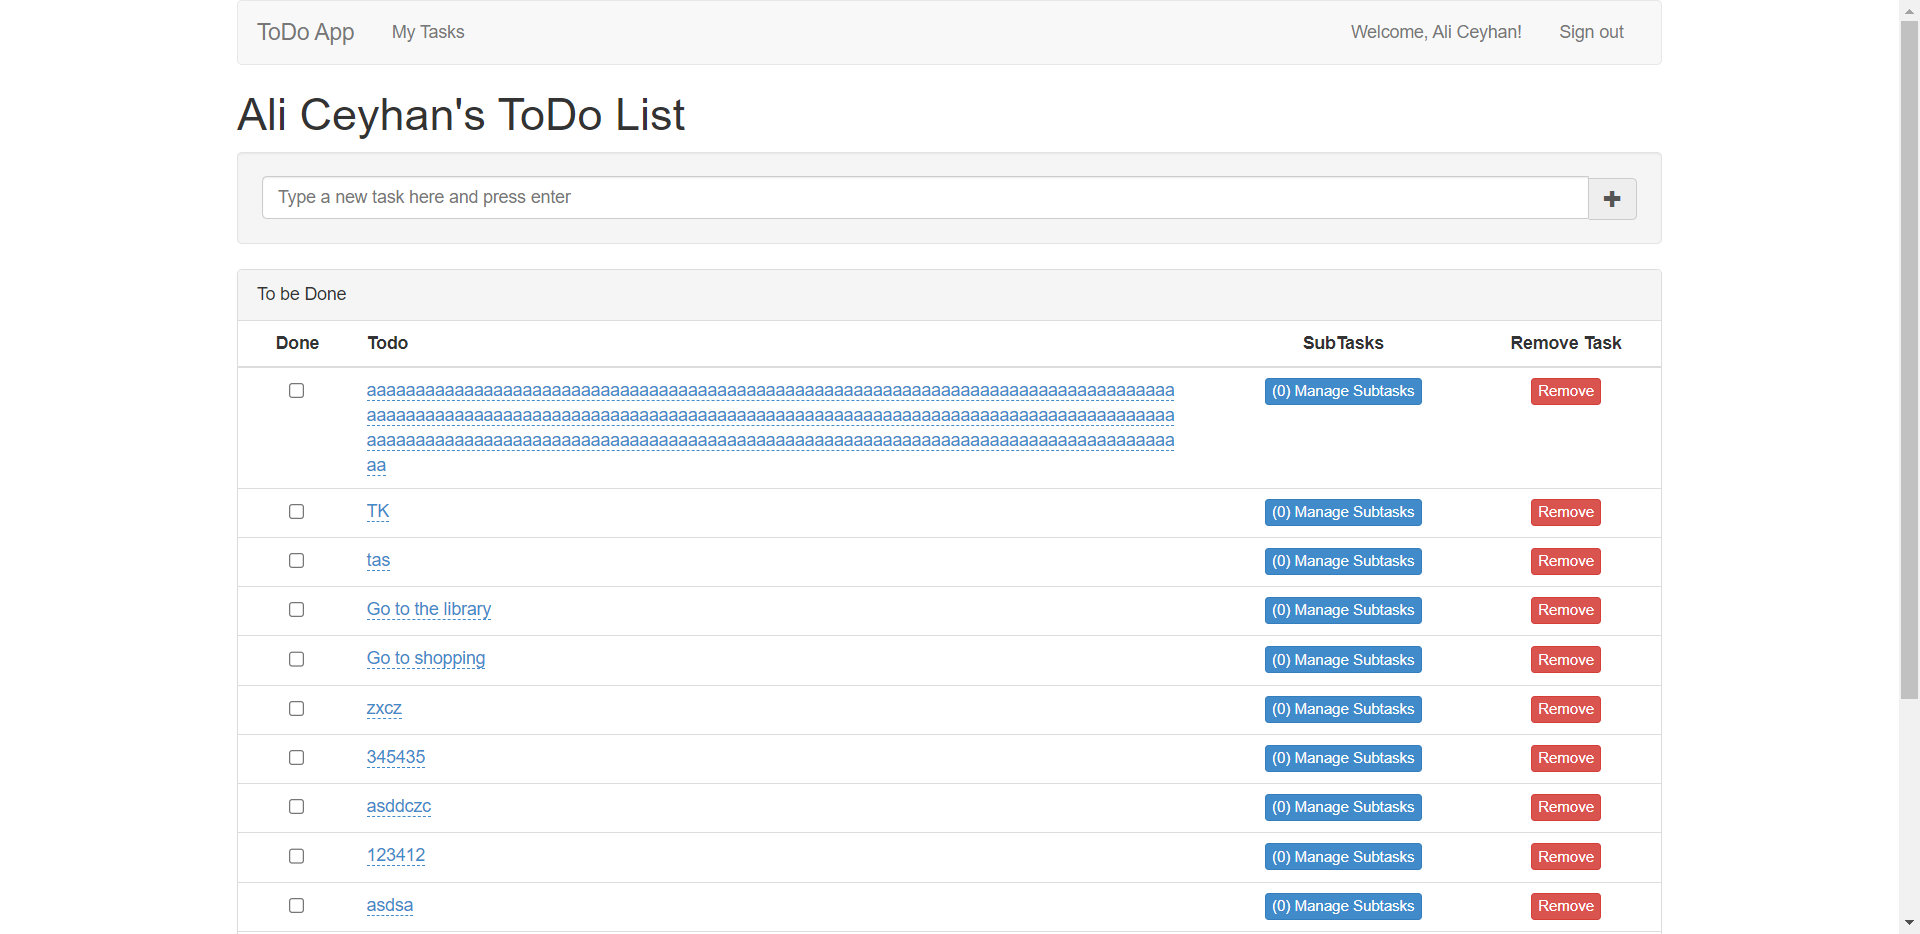 ToDo App My Tasks Welcome, Ali Ceyhan! Sign out
Ali Ceyhan's ToDo List
Type a new task here and press enter
To be Done
Done Todo SubTasks Remove Task
aaaaaaaaaaaaaaaaaaaaaaaaaaaaaaaaaaaaaaaaaaaaaaaaaaaaaaaaaaaaaaaaaaaaaaaaaaaaaaaaaaa (0) Manage Subtasks Remove
aaaaaaaaaaaaaaaaaaaaaaaaaaaaaaaaaaaaaaaaaaaaaaaaaaaaaaaaaaaaaaaaaaaaaaaaaaaaaaaaaaa
aaaaaaaaaaaaaaaaaaaaaaaaaaaaaaaaaaaaaaaaaaaaaaaaaaaaaaaaaaaaaaaaaaaaaaaaaaaaaaaaaaa
aa
TK (0) Manage Subtasks Remove
tas (0) Manage Subtasks Remove
Go to the library (0) Manage Subtasks Remove
Go to shopping (0) Manage Subtasks Remove
zxcz (0) Manage Subtasks Remove
345435 (0) Manage Subtasks Remove
asddczc (0) Manage Subtasks Remove
123412 (0) Manage Subtasks Remove
asdsa (0) Manage Subtasks Remove